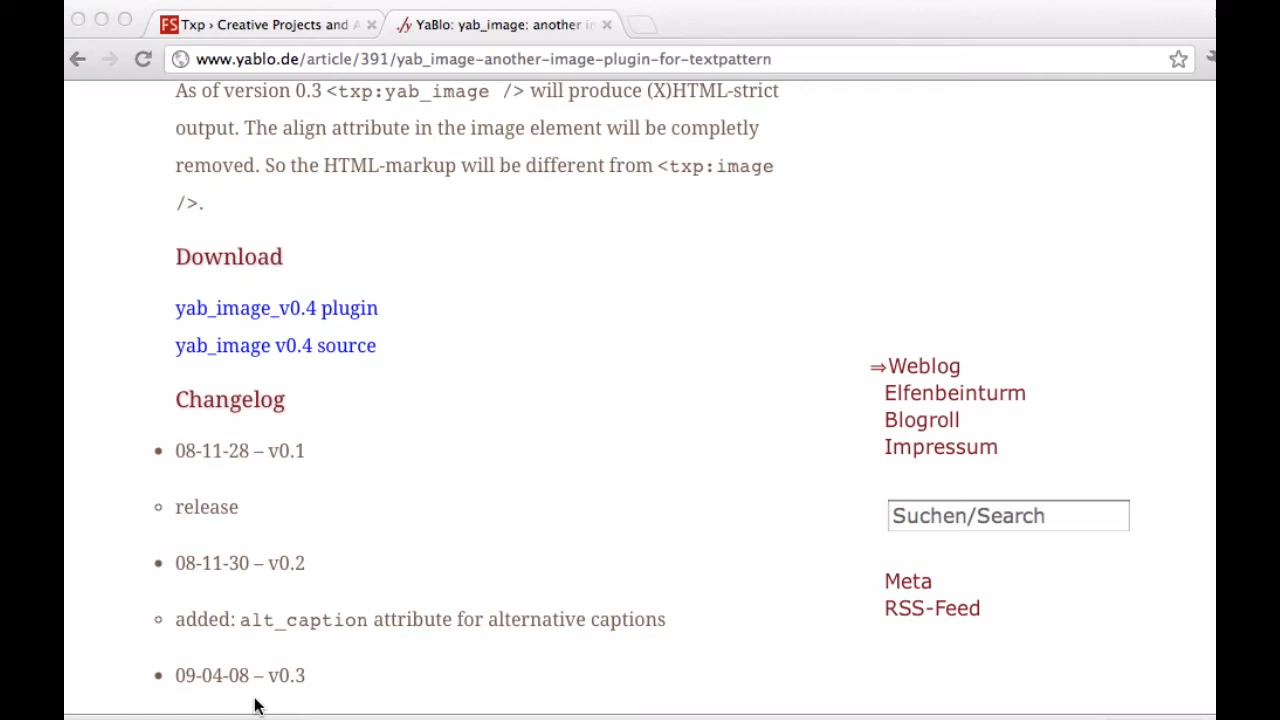 FS Txp › Creative Projects and A
./y YaBlo: yab_image: another in
www.yablo.de/article/391/yab_image-another-image-plugin-for-textpattern
As of version 0.3 <txp:yab_image /> will produce (X)HTML-strict
output. The align attribute in the image element will be completly
removed. So the HTML-markup will be different from <txp:image
/>.
Download
yab_image_v0.4 plugin
yab_image v0.4 source
Changelog
• 08-11-28 – v0.1
◦ release
• 08-11-30 – v0.2
◦ added: alt_caption attribute for alternative captions
• 09-04-08 – v0.3
⇒Weblog
Elfenbeinturm
Blogroll
Impressum
Suchen/Search
Meta
RSS-Feed